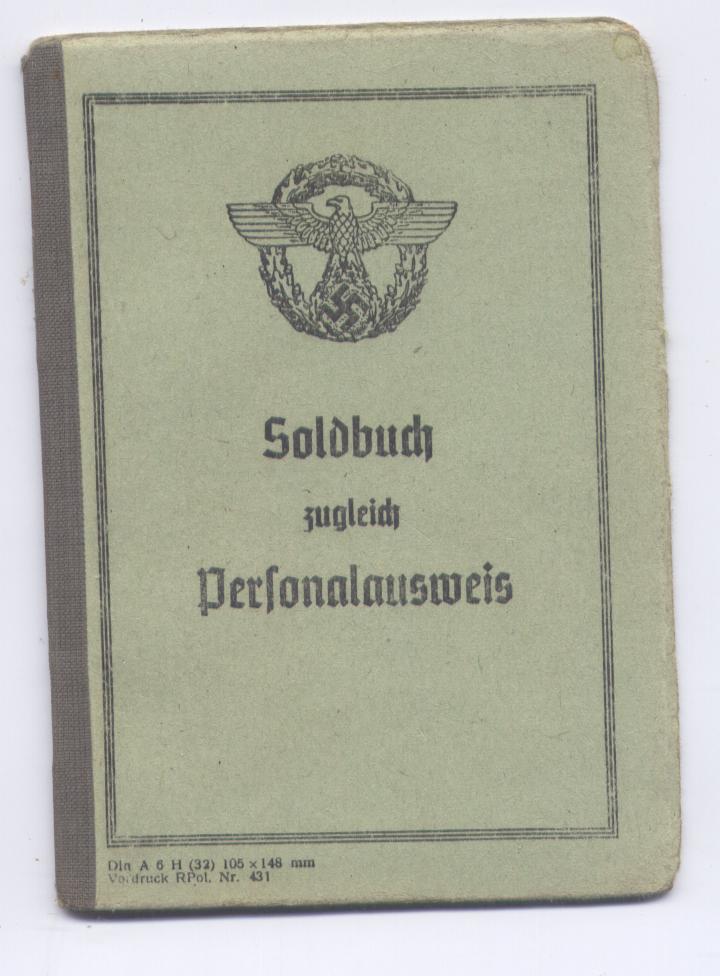 Soldbuch
zugleich
Personalausweis
Din A 6 H (32) 105 × 148 mm
Vordruck RPol. Nr. 431